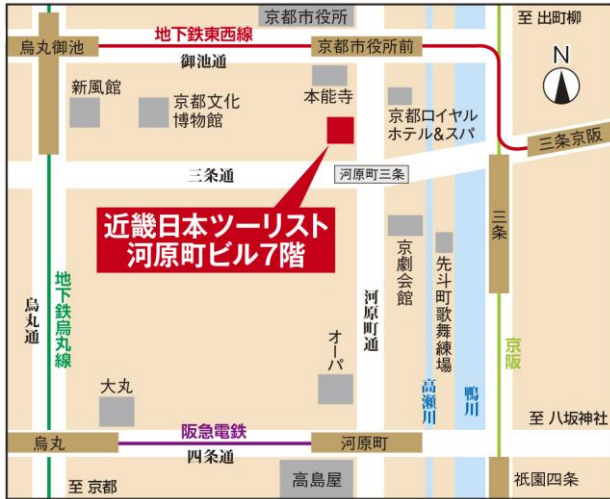 京都市役所
至 出町柳
地下鉄東西線
烏丸御池
京都市役所前
御池通
N
新風館
京都文化
博物館
本能寺
京都ロイヤル
ホテル&スパ
三条京阪
三条通
河原町三条
近畿日本ツーリスト
河原町ビル7階
三条
京劇会館
先斗町歌舞練場
烏丸通
地下鉄烏丸線
河原町通
京阪
オーパ
高瀬川
鴨川
大丸
至 八坂神社
阪急電鉄
烏丸
河原町
四条通
至 京都
高島屋
祇園四条